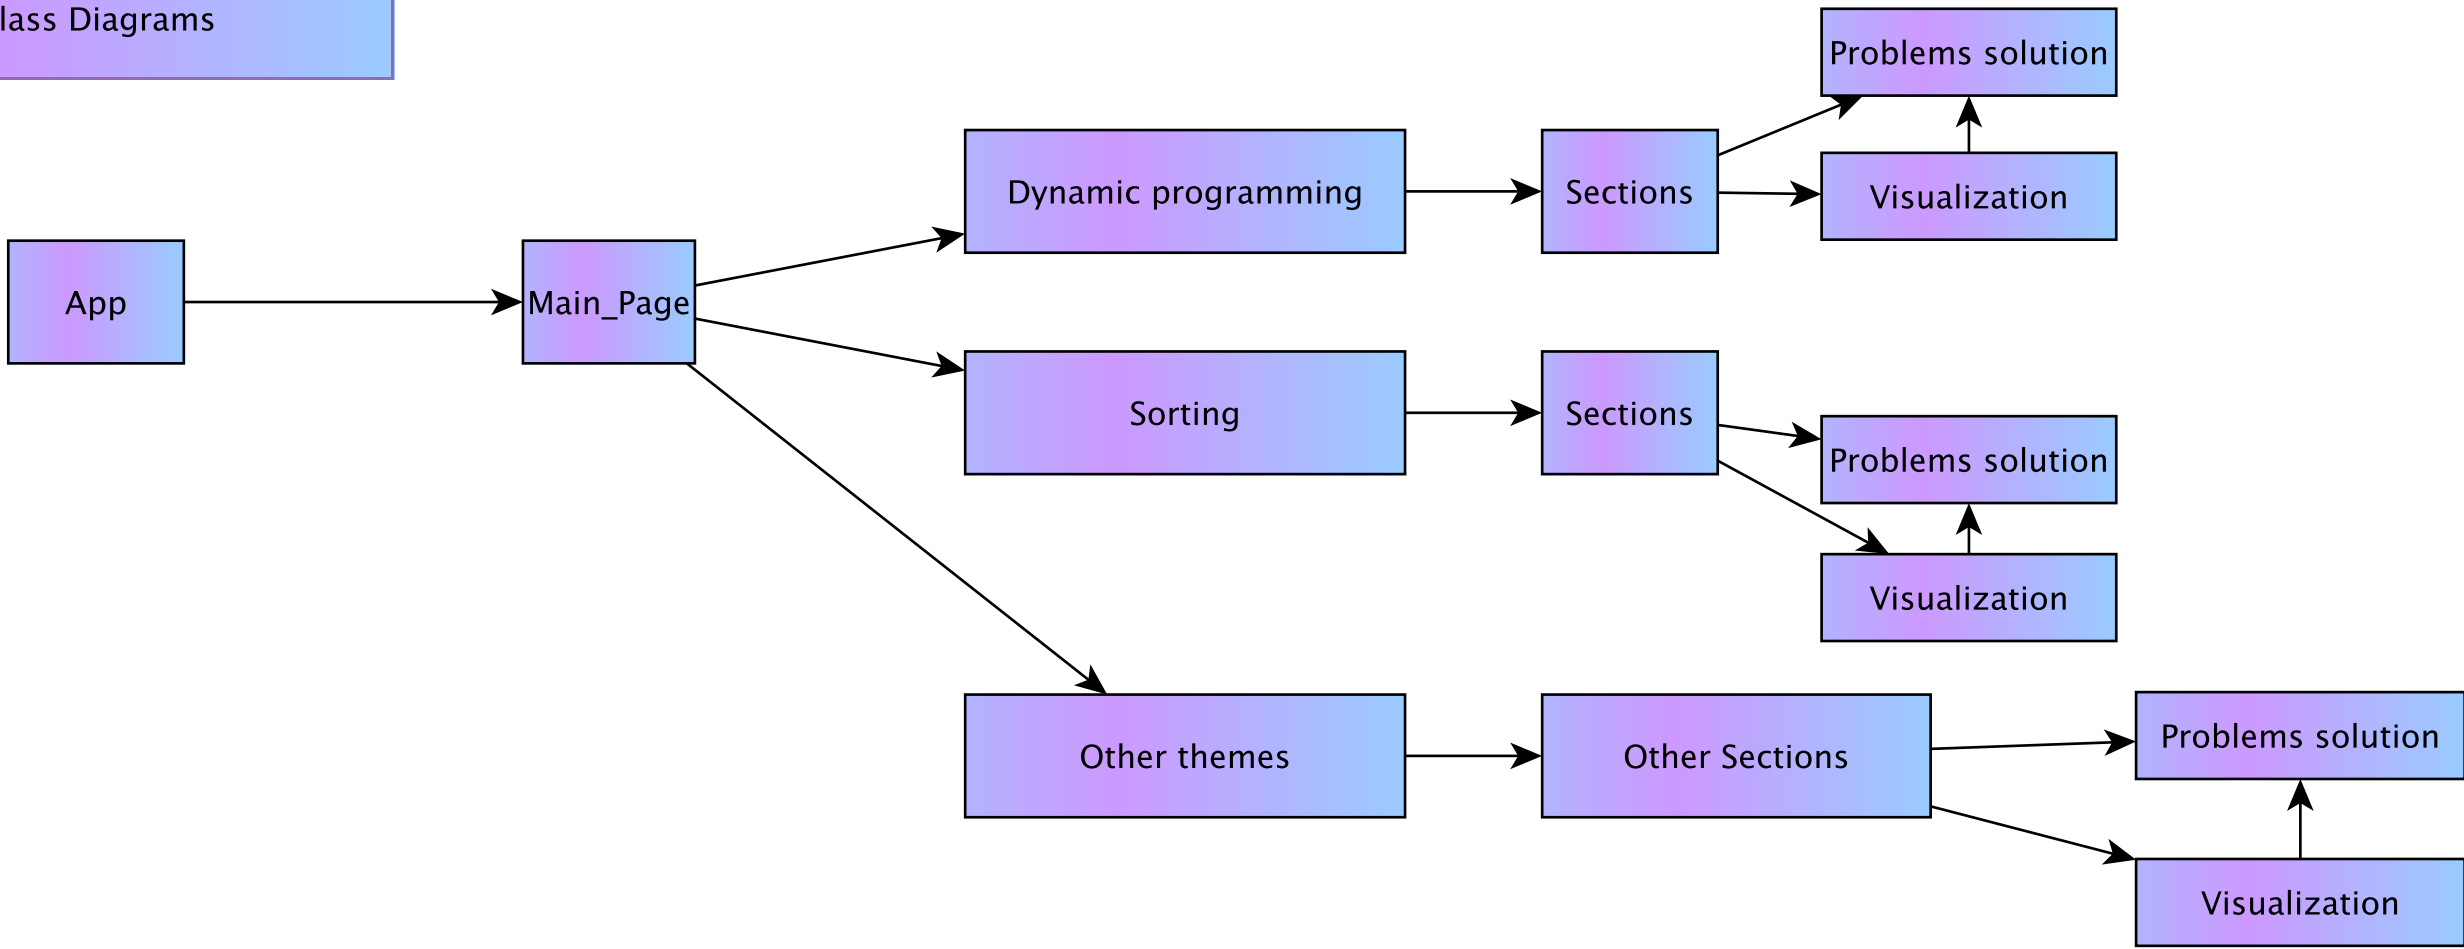 lass Diagrams
Problems solution
Dynamic programming
Sections
Visualization
App
Main_Page
Sorting
Sections
Problems solution
Visualization
Other themes
Other Sections
Problems solution
Visualization